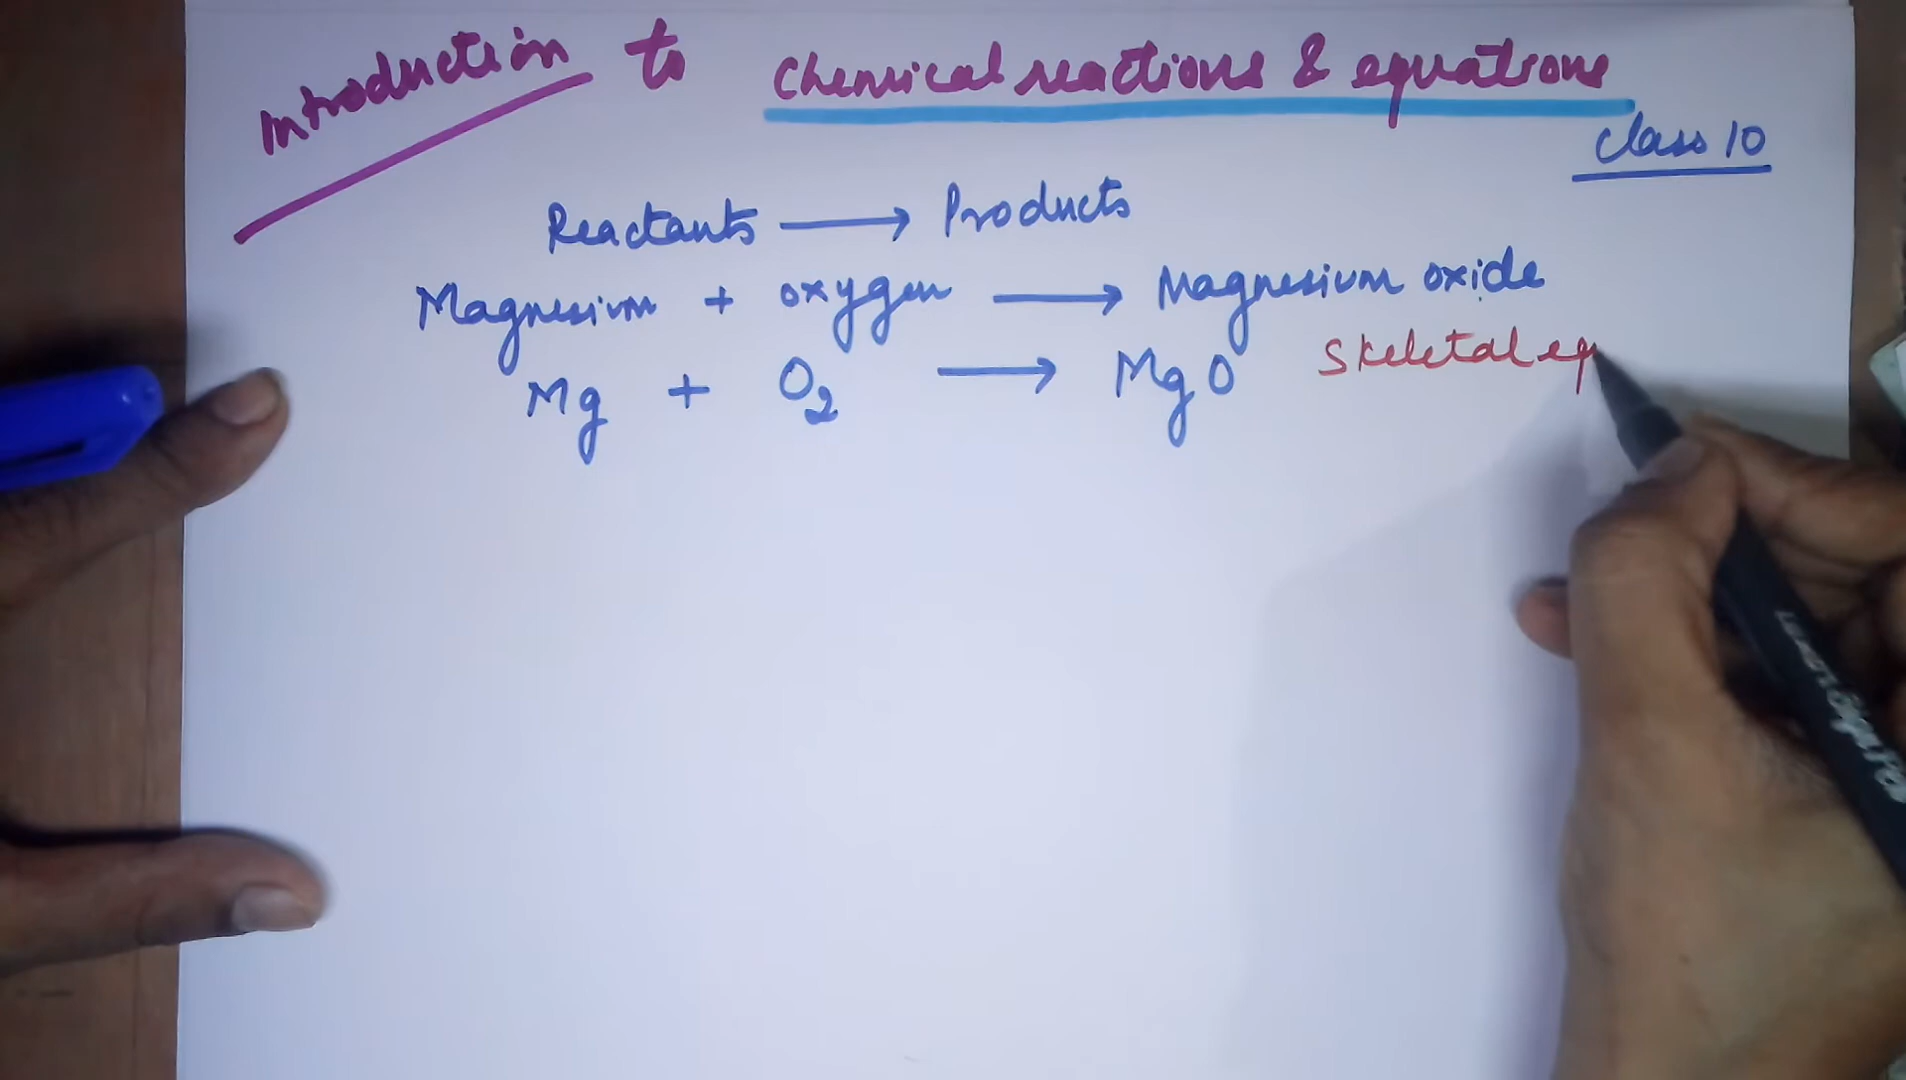 Introduction to Chemical reactions & equations
Class 10
Reactants → Products
Magnesium + oxygen → Magnesium oxide
Mg + O₂ → MgO Skeletal eq